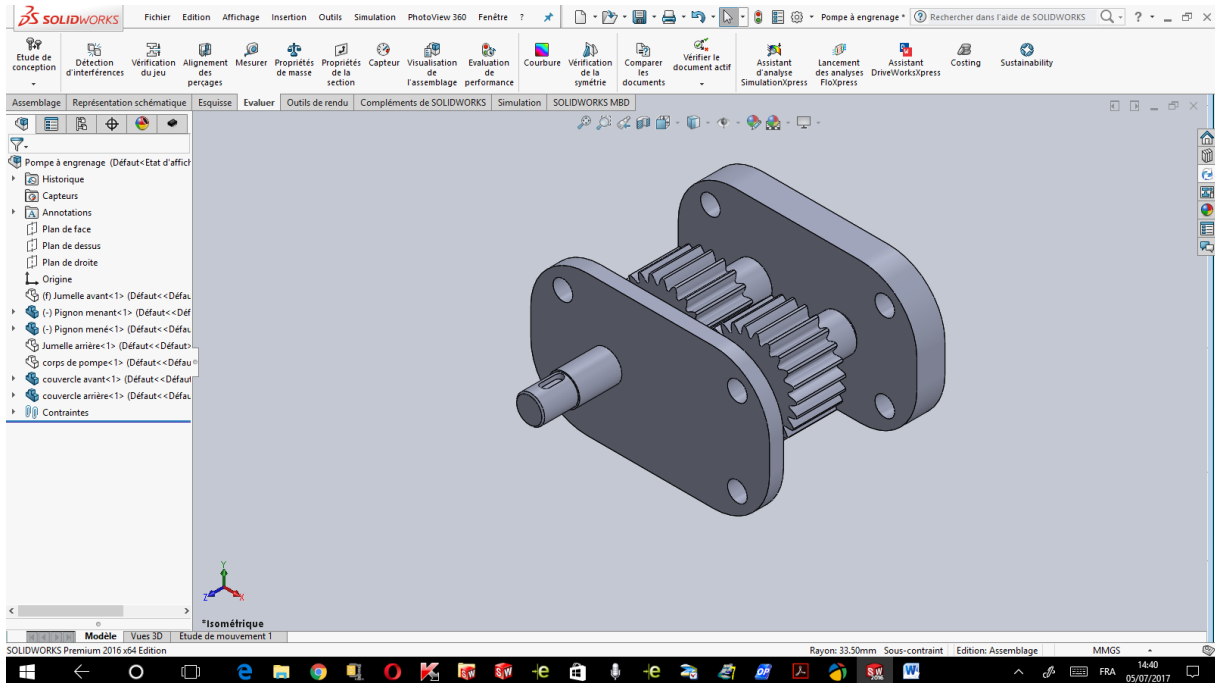 SOLIDWORKS
Fichier Edition Affichage Insertion Outils Simulation PhotoView 360 Fenêtre ?
Pompe à engrenage *
Rechercher dans l'aide de SOLIDWORKS
Etude de conception
Détection d'interférences
Vérification du jeu
Alignement des perçages
Mesurer
Propriétés de masse
Propriétés de la section
Capteur
Visualisation de l'assemblage
Evaluation de performance
Courbure
Vérification de la symétrie
Comparer les documents
Vérifier le document actif
Assistant d'analyse SimulationXpress
Lancement des analyses FloXpress
Assistant DriveWorksXpress
Costing
Sustainability
Assemblage Représentation schématique Esquisse Evaluer Outils de rendu Compléments de SOLIDWORKS Simulation SOLIDWORKS MBD
Pompe à engrenage (Défaut<Etat d'affich
Historique
Capteurs
Annotations
Plan de face
Plan de dessus
Plan de droite
Origine
(f) Jumelle avant<1> (Défaut<<Défau
(-) Pignon menant<1> (Défaut<<Déf
(-) Pignon mené<1> (Défaut<<Défau
Jumelle arrière<1> (Défaut<<Défaut>
corps de pompe<1> (Défaut<<Défau
couvercle avant<1> (Défaut<<Défaut
couvercle arrière<1> (Défaut<<Défau
Contraintes
Y
Z
X
*Isométrique
Modèle Vues 3D Etude de mouvement 1
SOLIDWORKS Premium 2016 x64 Edition
Rayon: 33.50mm Sous-contraint Edition: Assemblage MMGS
FRA
14:40
05/07/2017